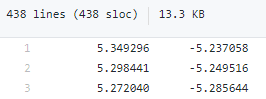 438 lines (438 sloc) 13.3 KB
1 5.349296 -5.237058
2 5.298441 -5.249516
3 5.272040 -5.285644